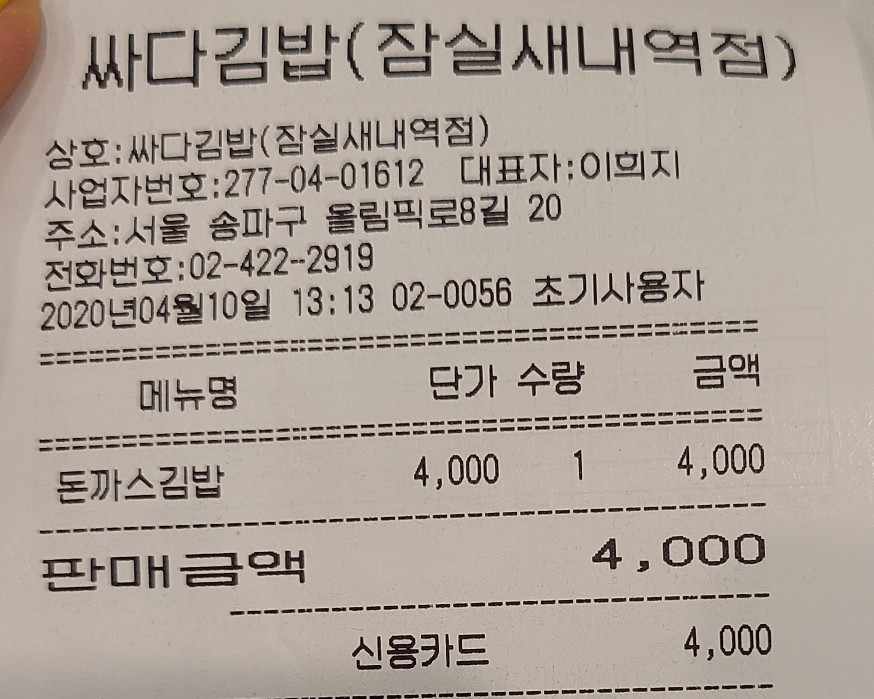 싸다김밥(잠실새내역점)
상호:싸다김밥(잠실새내역점)
사업자번호:277-04-01612 대표자:이희지
주소:서울 송파구 올림픽로8길 20
전화번호:02-422-2919
2020년04월10일 13:13 02-0056 초기사용자
==================================================
메뉴명 단가 수량 금액
==================================================
돈까스김밥 4,000 1 4,000
--------------------------------------------------
판매금액 4,000
-------------------------------------
신용카드 4,000
--------------------------------------------------